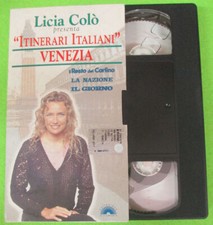 Licia Colò
presenta
"ITINERARI ITALIANI"
VENEZIA
il Resto del Carlino
LA NAZIONE
IL GIORNO